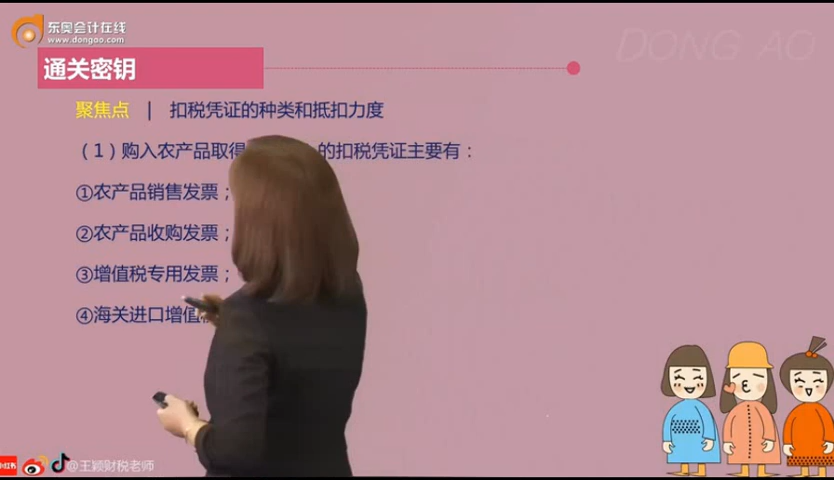 东奥会计在线
www.dongao.com
DONG AO
通关密钥
聚焦点 | 扣税凭证的种类和抵扣力度
（1）购入农产品取得 的扣税凭证主要有：
①农产品销售发票；
②农产品收购发票；
③增值税专用发票；
④海关进口增值
小红书 @王颖财税老师